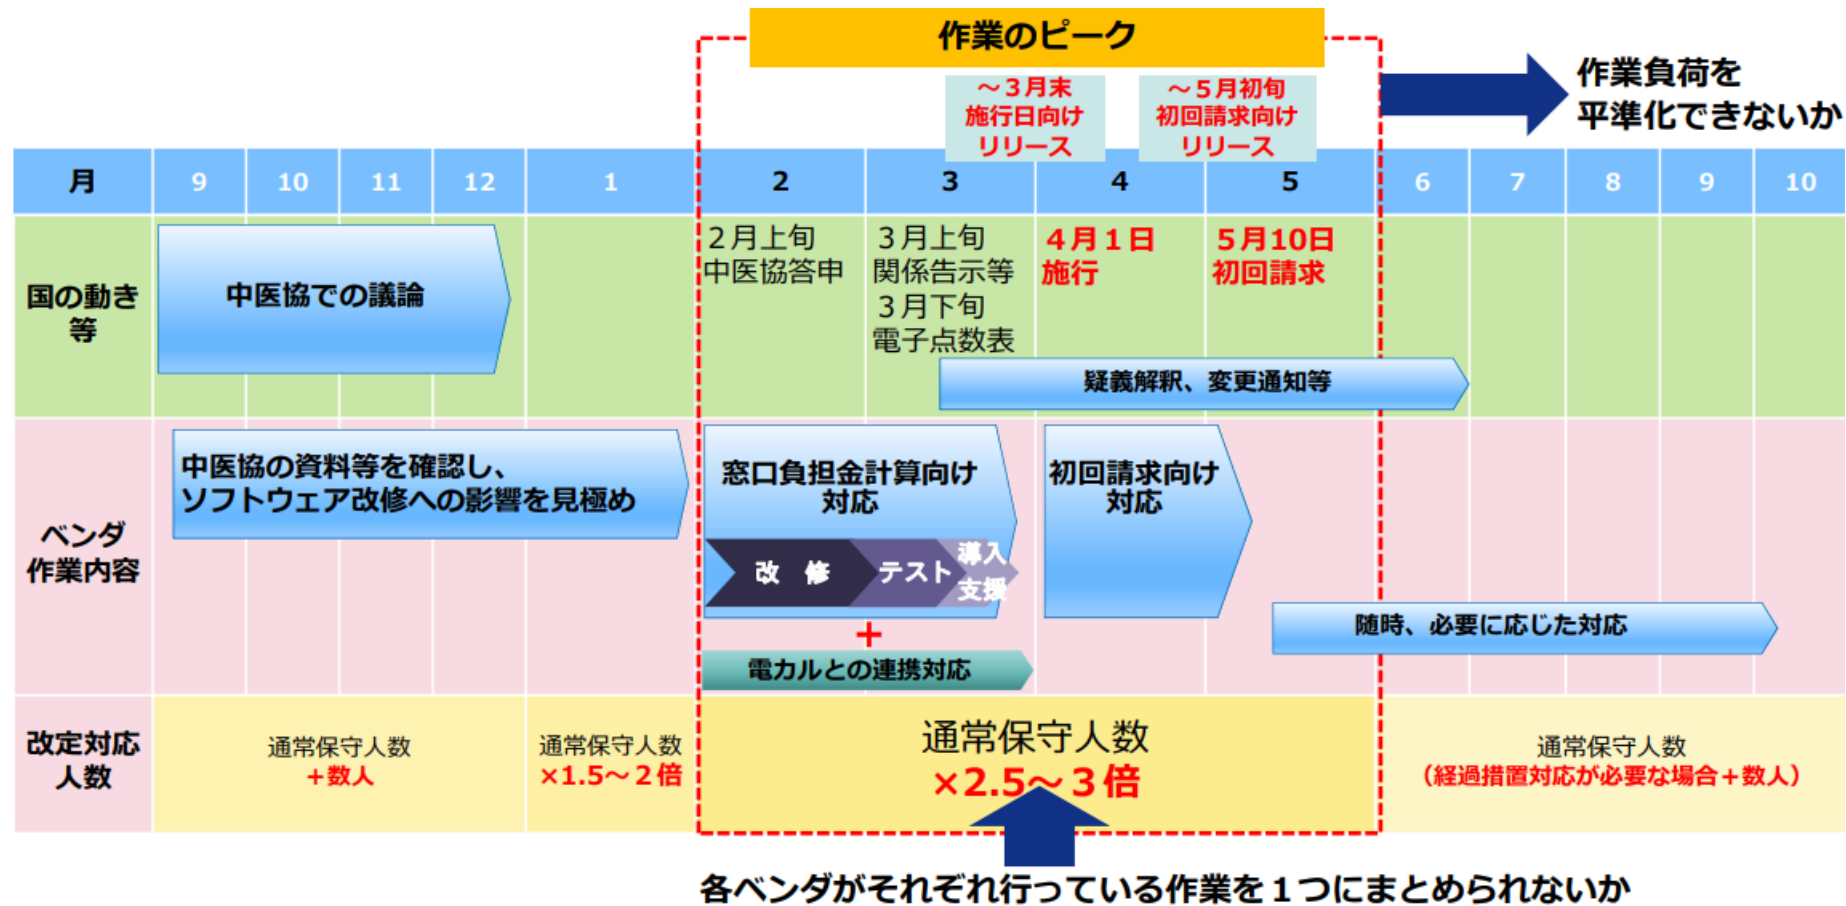 作業のピーク
～３月末
施行日向け
リリース
～５月初旬
初回請求向け
リリース
作業負荷を
平準化できないか
月
9
10
11
12
1
2
3
4
5
6
7
8
9
10
国の動き
等
中医協での議論
２月上旬
中医協答申
３月上旬
関係告示等
３月下旬
電子点数表
４月１日
施行
５月10日
初回請求
疑義解釈、変更通知等
ベンダ
作業内容
中医協の資料等を確認し、
ソフトウェア改修への影響を見極め
窓口負担金計算向け
対応
改　修
テスト
導入
支援
＋
電カルとの連携対応
初回請求向け
対応
随時、必要に応じた対応
改定対応
人数
通常保守人数
＋数人
通常保守人数
×1.5～２倍
通常保守人数
×2.5～３倍
通常保守人数
（経過措置対応が必要な場合＋数人）
各ベンダがそれぞれ行っている作業を１つにまとめられないか